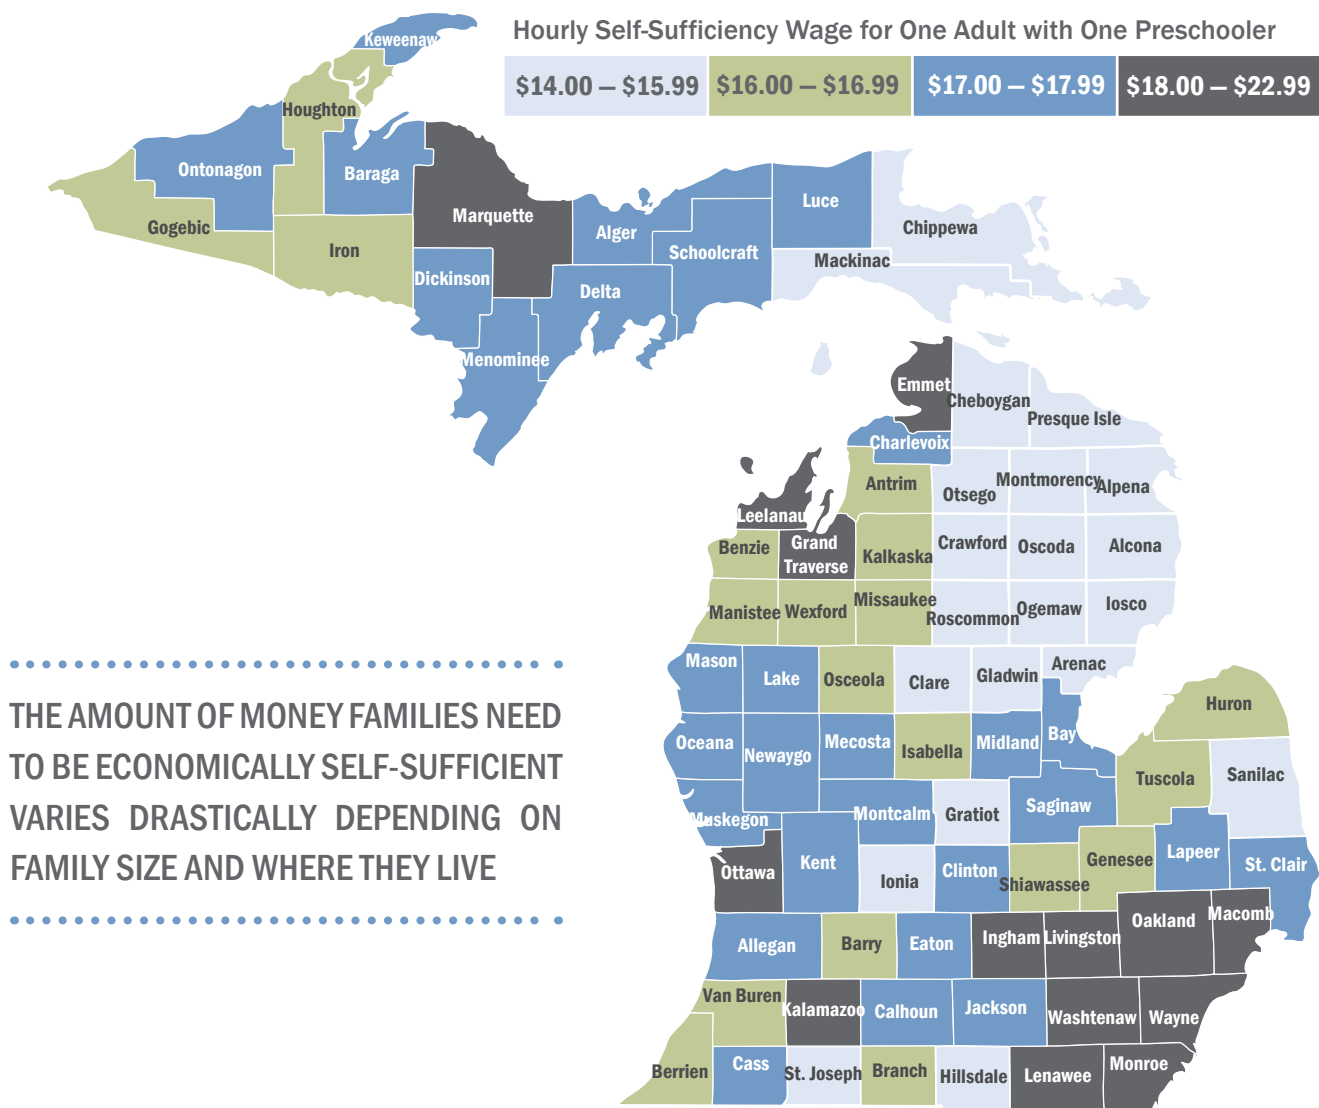 Hourly Self-Sufficiency Wage for One Adult with One Preschooler
$14.00 – $15.99 $16.00 – $16.99 $17.00 – $17.99 $18.00 – $22.99
Keweenaw
Houghton
Ontonagon
Baraga
Gogebic
Iron
Marquette
Dickinson
Menominee
Alger
Delta
Schoolcraft
Luce
Chippewa
Mackinac
Emmet
Cheboygan
Presque Isle
Charlevoix
Antrim
Otsego
Montmorency
Alpena
Leelanau
Benzie
Grand
Traverse
Kalkaska
Crawford
Oscoda
Alcona
Manistee
Wexford
Missaukee
Roscommon
Ogemaw
Iosco
Mason
Lake
Osceola
Clare
Gladwin
Arenac
Huron
Oceana
Newaygo
Mecosta
Isabella
Midland
Bay
Tuscola
Sanilac
Muskegon
Montcalm
Gratiot
Saginaw
Ottawa
Kent
Ionia
Clinton
Shiawassee
Genesee
Lapeer
St. Clair
Allegan
Barry
Eaton
Ingham
Livingston
Oakland
Macomb
Van Buren
Kalamazoo
Calhoun
Jackson
Washtenaw
Wayne
Berrien
Cass
St. Joseph
Branch
Hillsdale
Lenawee
Monroe
THE AMOUNT OF MONEY FAMILIES NEED
TO BE ECONOMICALLY SELF-SUFFICIENT
VARIES DRASTICALLY DEPENDING ON
FAMILY SIZE AND WHERE THEY LIVE